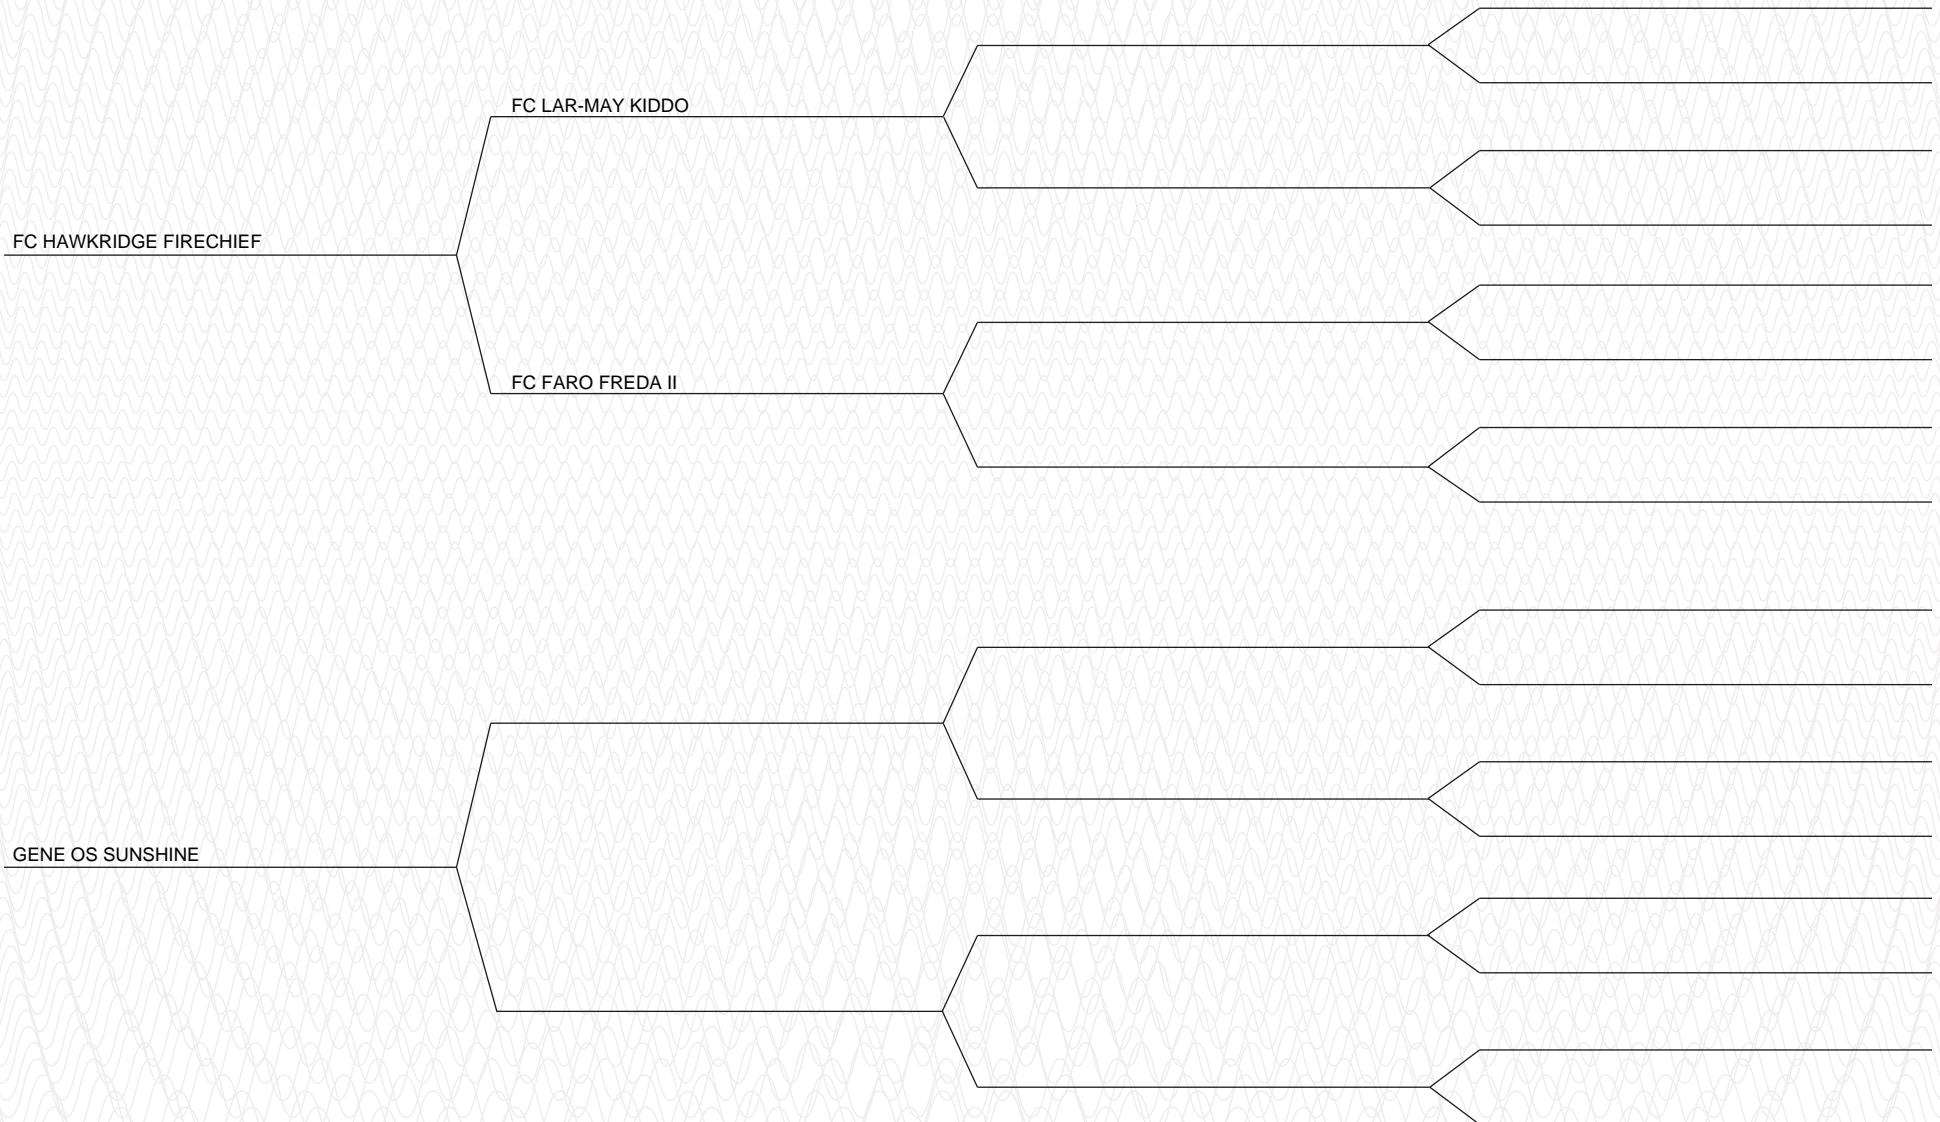 FC LAR-MAY KIDDO
FC HAWKRIDGE FIRECHIEF
FC FARO FREDA II
GENE OS SUNSHINE